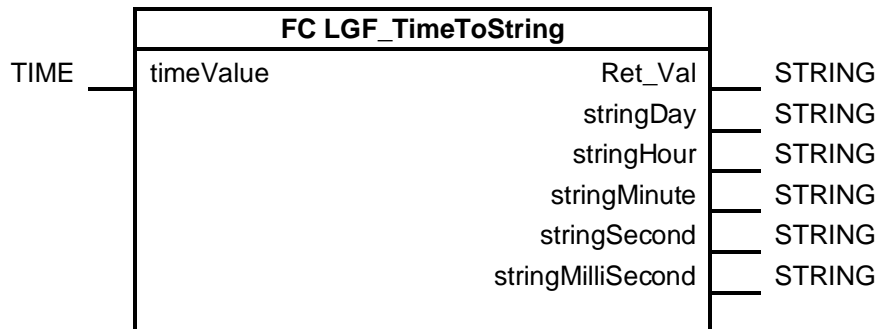 FC LGF_TimeToString
TIME timeValue Ret_Val STRING
stringDay STRING
stringHour STRING
stringMinute STRING
stringSecond STRING
stringMilliSecond STRING